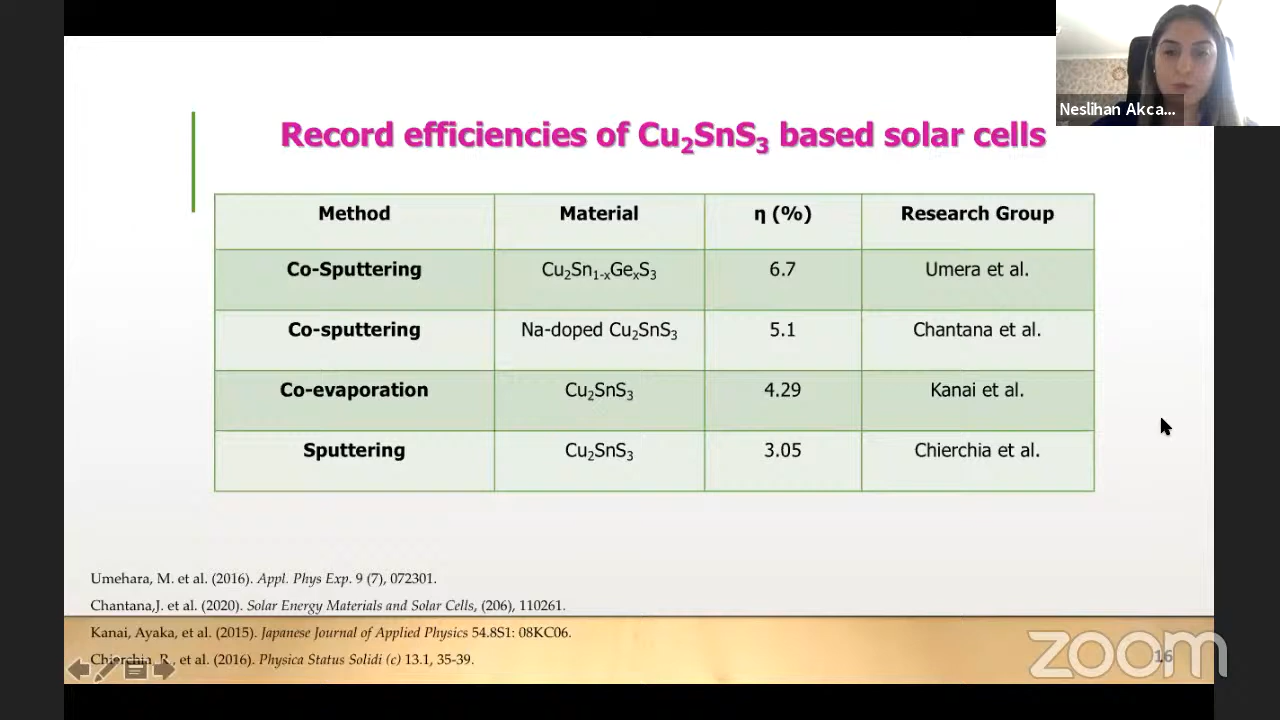 Neslihan Akca...
Record efficiencies of Cu₂SnS₃ based solar cells
Method Material η (%) Research Group
Co-Sputtering Cu₂Sn₁₋ₓGeₓS₃ 6.7 Umera et al.
Co-sputtering Na-doped Cu₂SnS₃ 5.1 Chantana et al.
Co-evaporation Cu₂SnS₃ 4.29 Kanai et al.
Sputtering Cu₂SnS₃ 3.05 Chierchia et al.
Umehara, M. et al. (2016). Appl. Phys Exp. 9 (7), 072301.
Chantana,J. et al. (2020). Solar Energy Materials and Solar Cells, (206), 110261.
Kanai, Ayaka, et al. (2015). Japanese Journal of Applied Physics 54.8S1: 08KC06.
Chierchia, R., et al. (2016). Physica Status Solidi (c) 13.1, 35-39.
zoom
16